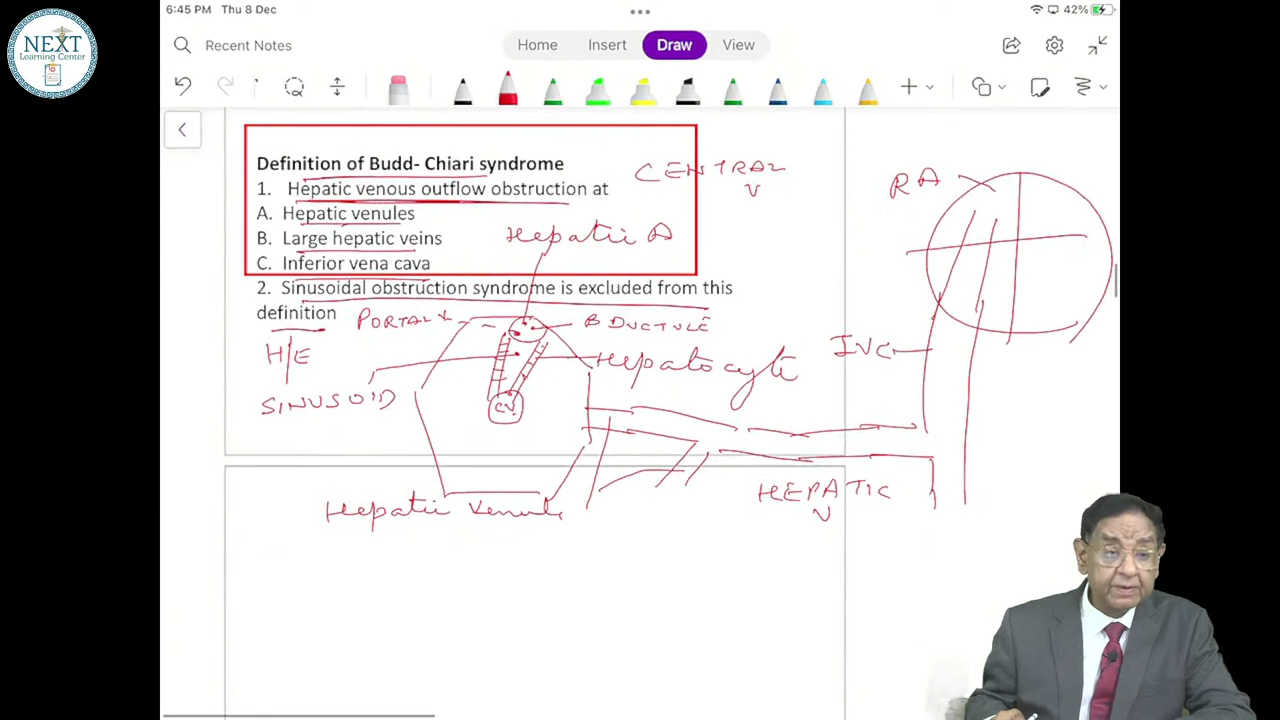 6:45 PM Thu 8 Dec
42%
NEXT
Learning Center
Recent Notes
Home Insert Draw View
Definition of Budd- Chiari syndrome
1. Hepatic venous outflow obstruction at
A. Hepatic venules
B. Large hepatic veins
C. Inferior vena cava
2. Sinusoidal obstruction syndrome is excluded from this
definition
CENTRAL
V
RA
Hepatic A
PORTAL V
B DUCTULE
H/E
Hepatocyte
IVC
SINUSOID
CV
HEPATIC
V
Hepatic Venule